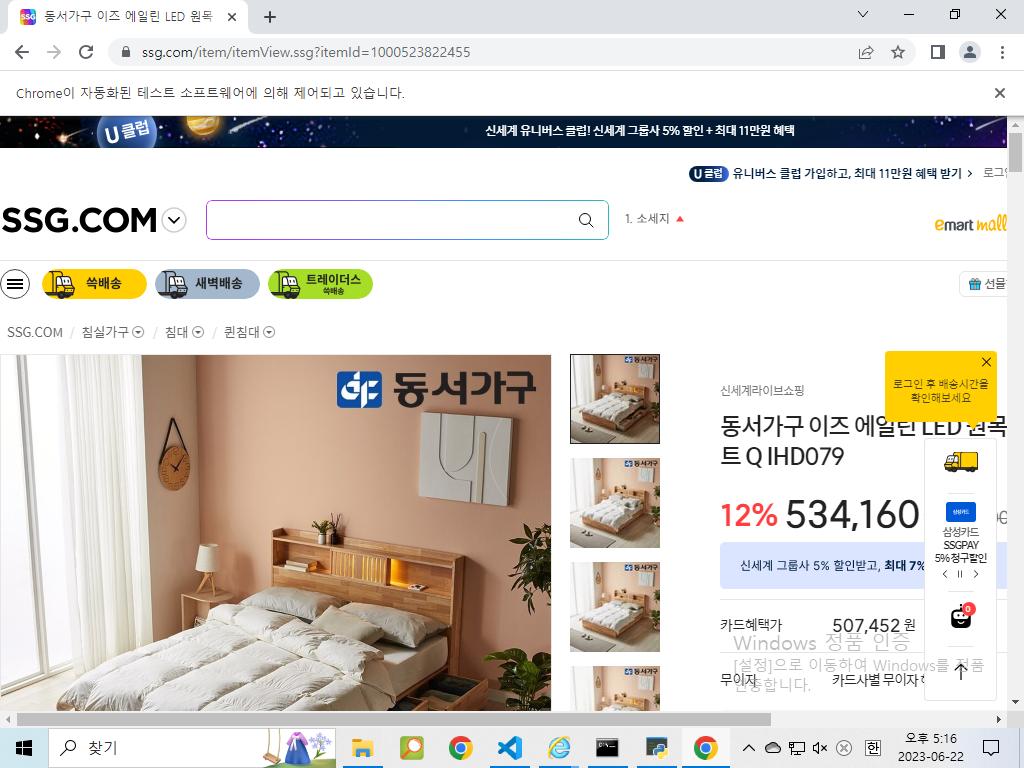 동서가구 이즈 에일린 LED 원목
ssg.com/item/itemView.ssg?itemId=1000523822455
Chrome이 자동화된 테스트 소프트웨어에 의해 제어되고 있습니다.
U 클럽
신세계 유니버스 클럽! 신세계 그룹사 5% 할인 + 최대 11만원 혜택
U 클럽 유니버스 클럽 가입하고, 최대 11만원 혜택 받기
SSG.COM
1. 소세지
emart mall
쓱배송
새벽배송
트레이더스
쓱배송
선물
SSG.COM / 침실가구 / 침대 / 퀸침대
동서가구
신세계라이브쇼핑
로그인 후 배송시간을
확인해보세요
동서가구 이즈 에일린 LED 원목
트 Q IHD079
12% 534,160
신세계 그룹사 5% 할인받고, 최대 7%
삼성카드
삼성카드
SSGPAY
5% 청구할인
0
카드혜택가 507,452 원
무이자 카드사별 무이자
Windows 정품 인증
[설정]으로 이동하여 Windows를 정품
인증합니다.
찾기
한
오후 5:16
2023-06-22